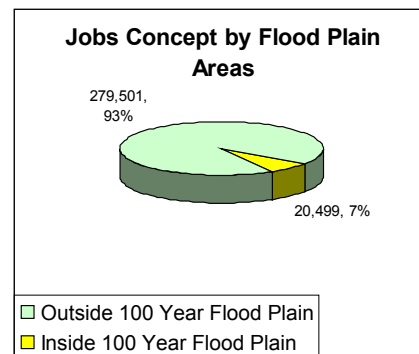 Jobs Concept by Flood Plain
Areas
279,501,
93%
20,499, 7%
Outside 100 Year Flood Plain
Inside 100 Year Flood Plain